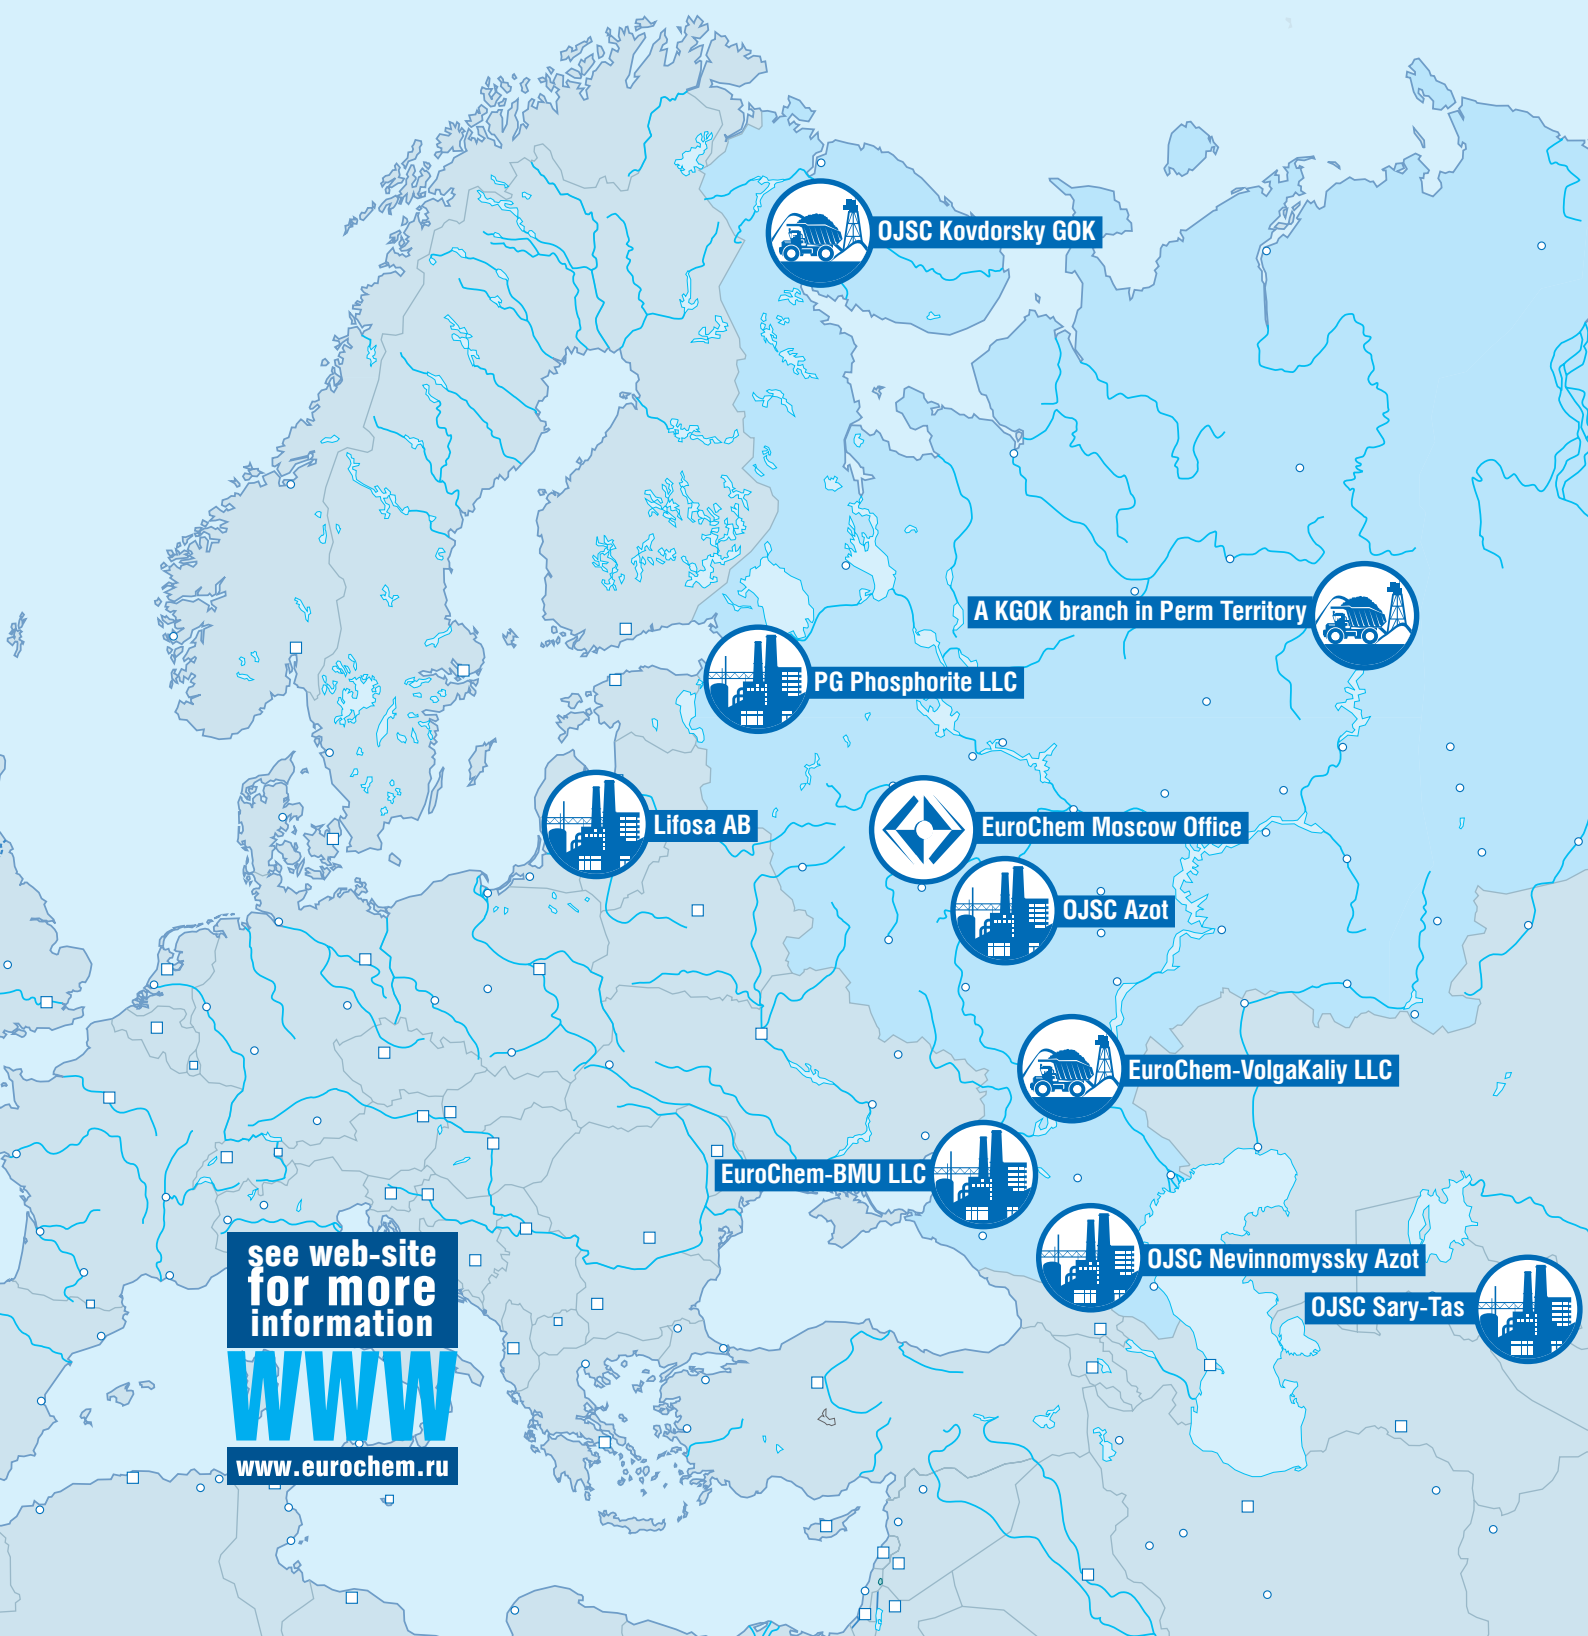 OJSC Kovdorsky GOK
A KGOK branch in Perm Territory
PG Phosphorite LLC
Lifosa AB
EuroChem Moscow Office
OJSC Azot
EuroChem-VolgaKaliy LLC
EuroChem-BMU LLC
OJSC Nevinnomyssky Azot
OJSC Sary-Tas
see web-site
for more
information
WWW
www.eurochem.ru